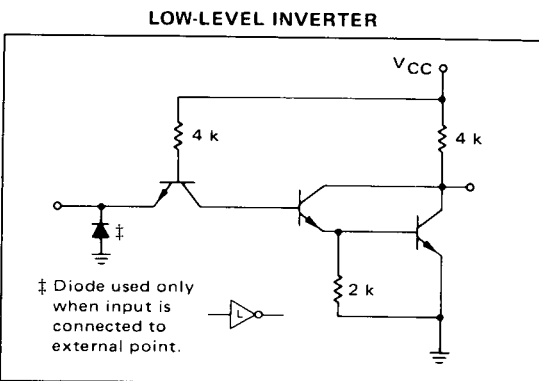 LOW-LEVEL INVERTER
VCC
4 k
4 k
‡
2 k
‡ Diode used only
when input is
connected to
external point.
L